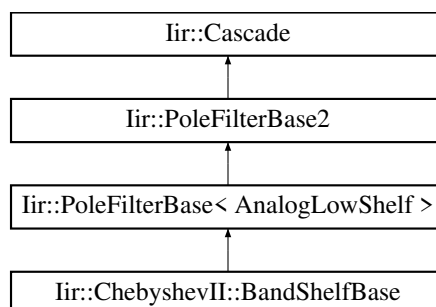 Iir::Cascade
Iir::PoleFilterBase2
Iir::PoleFilterBase< AnalogLowShelf >
Iir::ChebyshevII::BandShelfBase